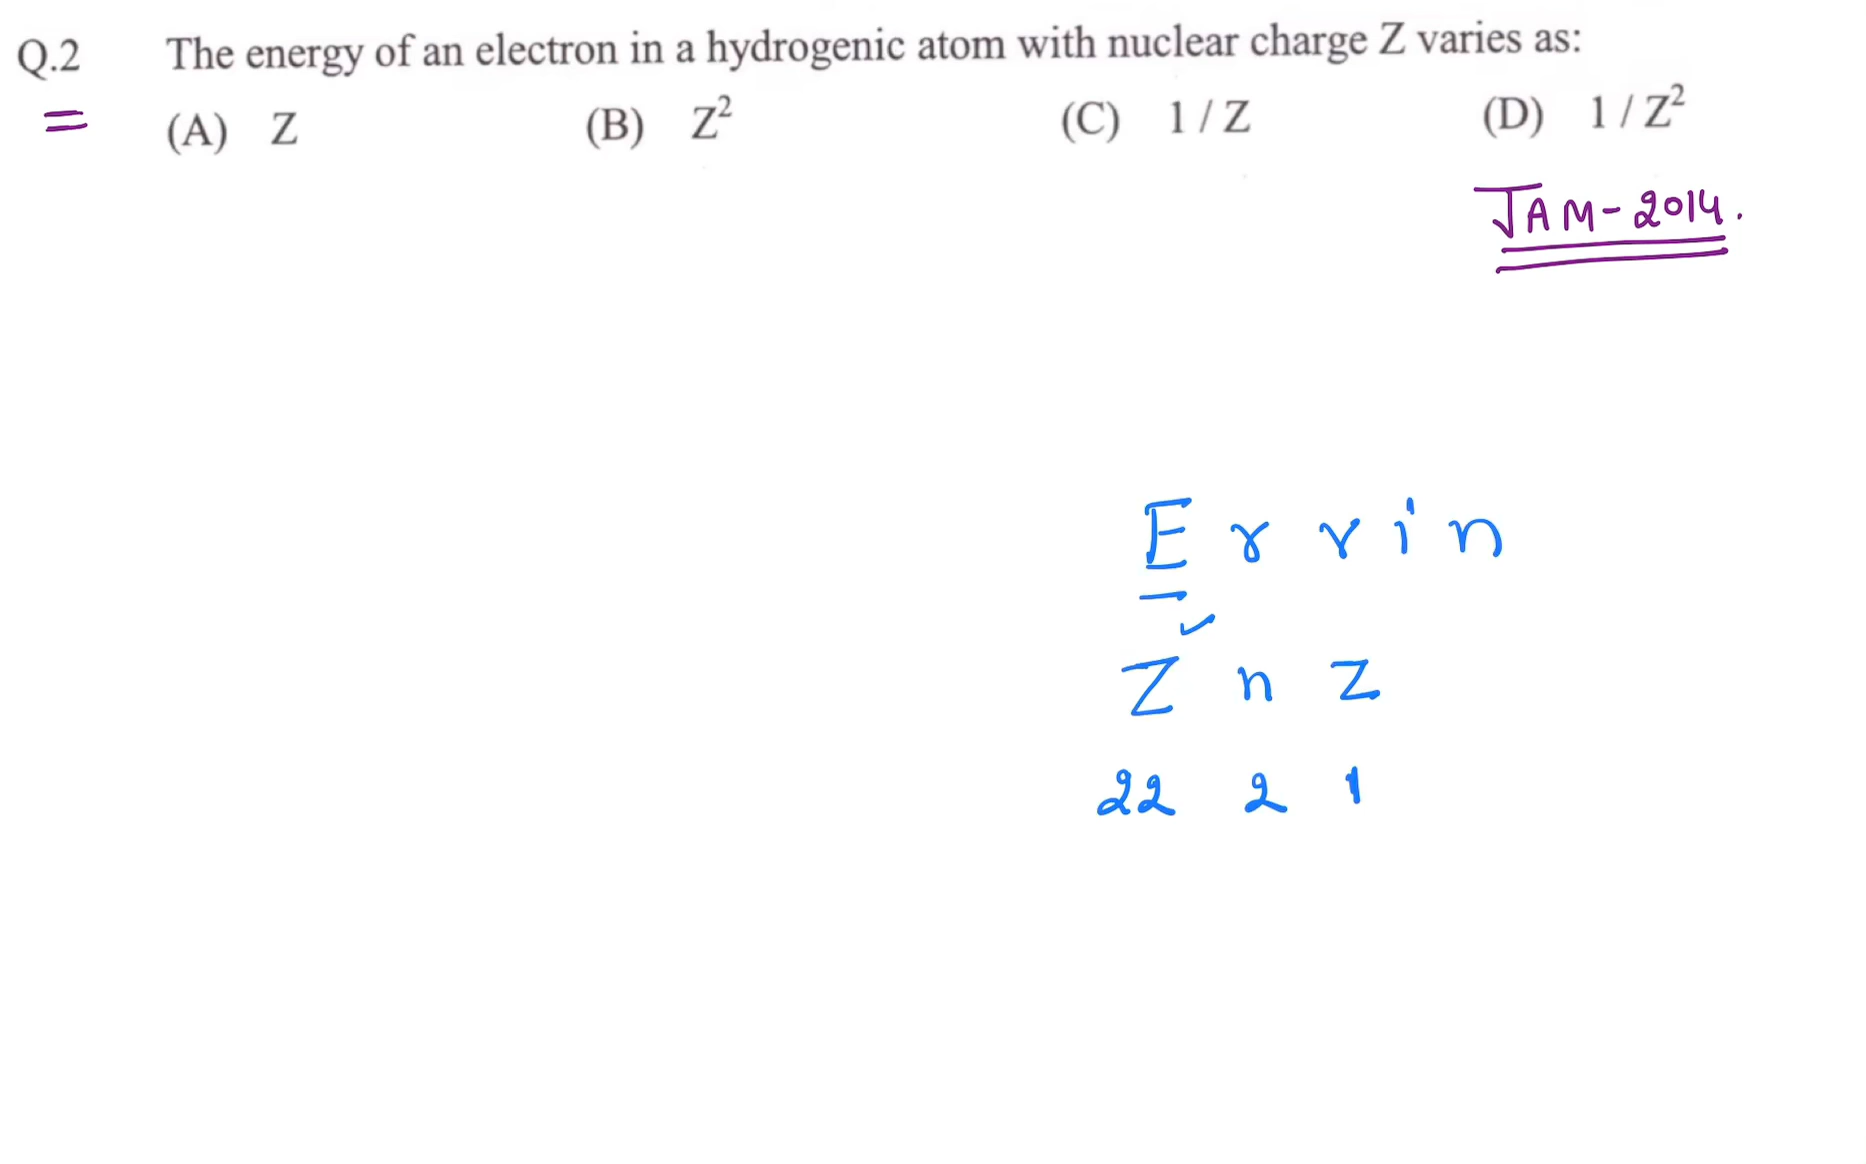 Q.2 The energy of an electron in a hydrogenic atom with nuclear charge Z varies as:
(A) Z (B) Z² (C) 1 / Z (D) 1 / Z²
JAM-2014.
E r v i n
Z n Z
22 2 1